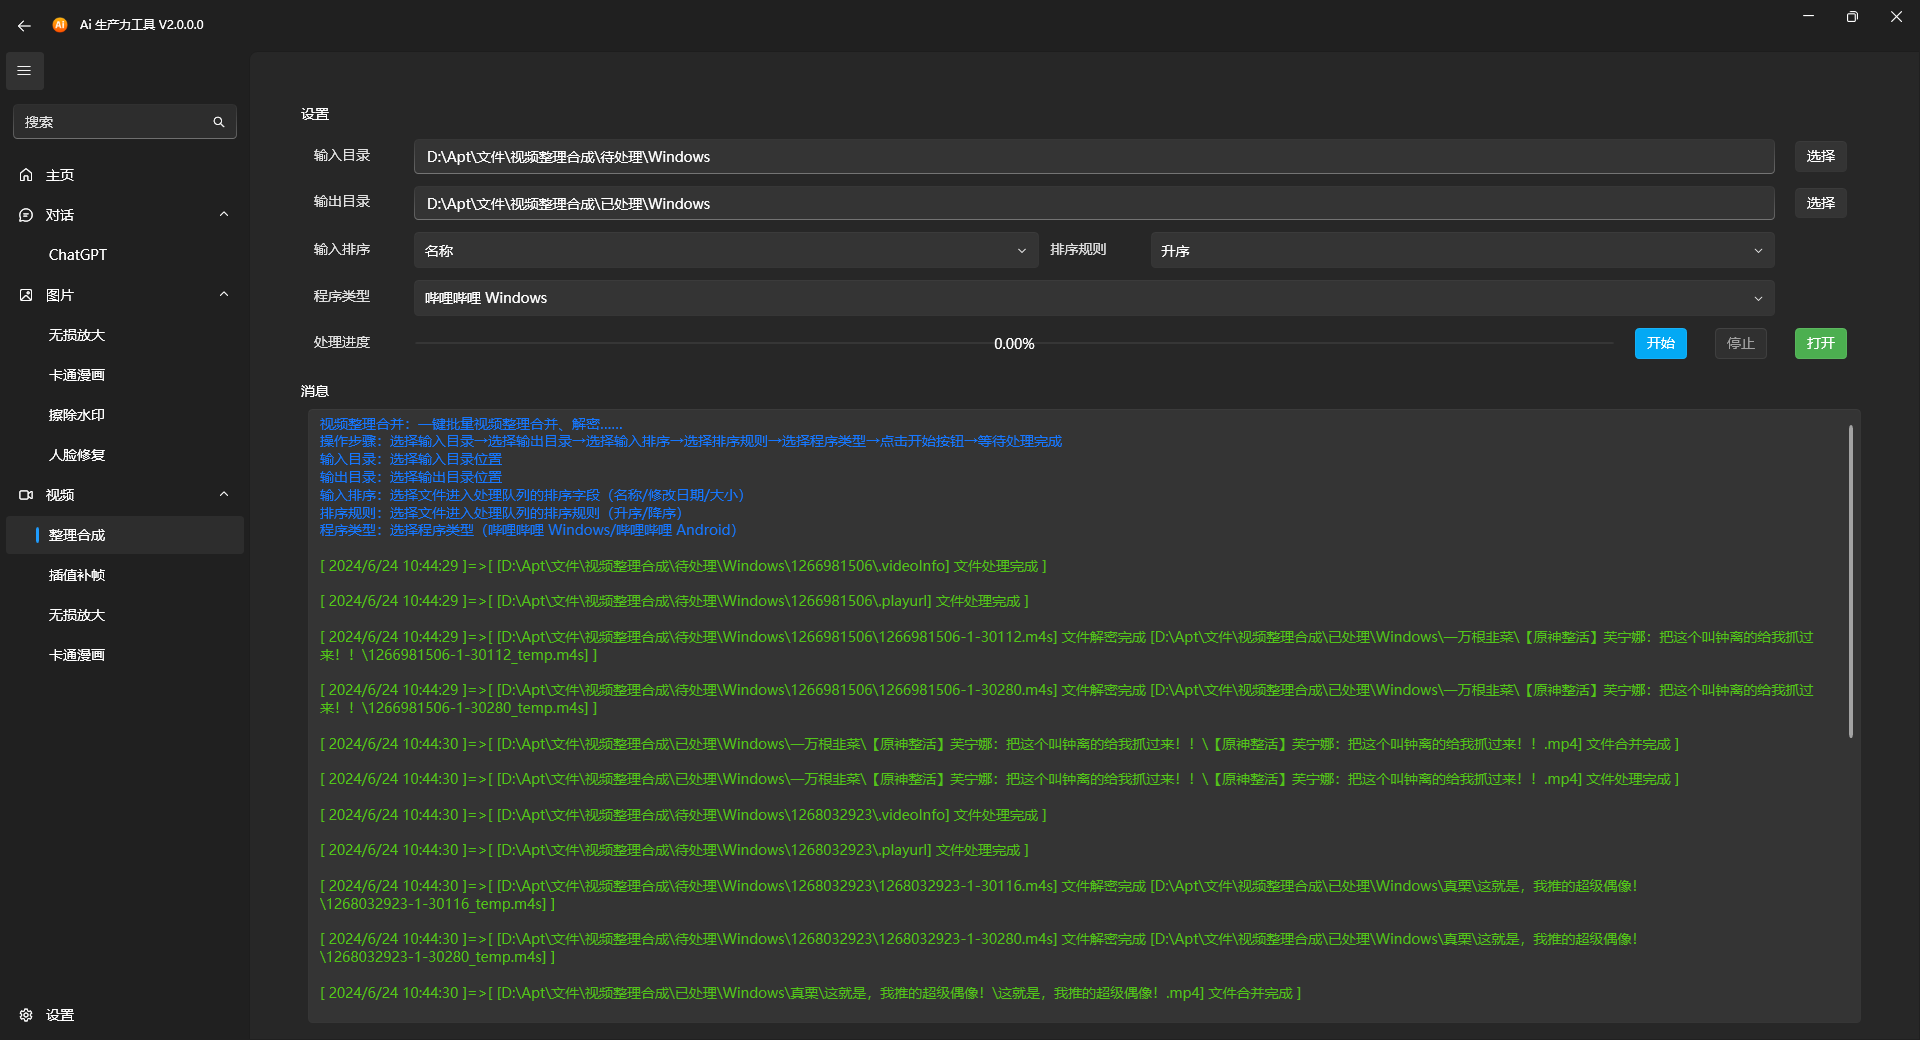 Ai 生产力工具 V2.0.0.0
搜索
主页
对话
ChatGPT
图片
无损放大
卡通漫画
擦除水印
人脸修复
视频
整理合成
插值补帧
无损放大
卡通漫画
设置
设置
输入目录 D:\Apt\文件\视频整理合成\待处理\Windows 选择
输出目录 D:\Apt\文件\视频整理合成\已处理\Windows 选择
输入排序 名称 排序规则 升序
程序类型 哔哩哔哩 Windows
处理进度 0.00% 开始 停止 打开
消息
视频整理合并：一键批量视频整理合并、解密......
操作步骤：选择输入目录→选择输出目录→选择输入排序→选择排序规则→选择程序类型→点击开始按钮→等待处理完成
输入目录：选择输入目录位置
输出目录：选择输出目录位置
输入排序：选择文件进入处理队列的排序字段（名称/修改日期/大小）
排序规则：选择文件进入处理队列的排序规则（升序/降序）
程序类型：选择程序类型（哔哩哔哩 Windows/哔哩哔哩 Android）
[ 2024/6/24 10:44:29 ]=>[ [D:\Apt\文件\视频整理合成\待处理\Windows\1266981506\.videoInfo] 文件处理完成 ]
[ 2024/6/24 10:44:29 ]=>[ [D:\Apt\文件\视频整理合成\待处理\Windows\1266981506\.playurl] 文件处理完成 ]
[ 2024/6/24 10:44:29 ]=>[ [D:\Apt\文件\视频整理合成\待处理\Windows\1266981506\1266981506-1-30112.m4s] 文件解密完成 [D:\Apt\文件\视频整理合成\已处理\Windows\一万根韭菜\【原神整活】芙宁娜：把这个叫钟离的给我抓过
来！！\1266981506-1-30112_temp.m4s] ]
[ 2024/6/24 10:44:29 ]=>[ [D:\Apt\文件\视频整理合成\待处理\Windows\1266981506\1266981506-1-30280.m4s] 文件解密完成 [D:\Apt\文件\视频整理合成\已处理\Windows\一万根韭菜\【原神整活】芙宁娜：把这个叫钟离的给我抓过
来！！\1266981506-1-30280_temp.m4s] ]
[ 2024/6/24 10:44:30 ]=>[ [D:\Apt\文件\视频整理合成\已处理\Windows\一万根韭菜\【原神整活】芙宁娜：把这个叫钟离的给我抓过来！！\【原神整活】芙宁娜：把这个叫钟离的给我抓过来！！.mp4] 文件合并完成 ]
[ 2024/6/24 10:44:30 ]=>[ [D:\Apt\文件\视频整理合成\已处理\Windows\一万根韭菜\【原神整活】芙宁娜：把这个叫钟离的给我抓过来！！\【原神整活】芙宁娜：把这个叫钟离的给我抓过来！！.mp4] 文件处理完成 ]
[ 2024/6/24 10:44:30 ]=>[ [D:\Apt\文件\视频整理合成\待处理\Windows\1268032923\.videoInfo] 文件处理完成 ]
[ 2024/6/24 10:44:30 ]=>[ [D:\Apt\文件\视频整理合成\待处理\Windows\1268032923\.playurl] 文件处理完成 ]
[ 2024/6/24 10:44:30 ]=>[ [D:\Apt\文件\视频整理合成\待处理\Windows\1268032923\1268032923-1-30116.m4s] 文件解密完成 [D:\Apt\文件\视频整理合成\已处理\Windows\真栗\这就是，我推的超级偶像！
\1268032923-1-30116_temp.m4s] ]
[ 2024/6/24 10:44:30 ]=>[ [D:\Apt\文件\视频整理合成\待处理\Windows\1268032923\1268032923-1-30280.m4s] 文件解密完成 [D:\Apt\文件\视频整理合成\已处理\Windows\真栗\这就是，我推的超级偶像！
\1268032923-1-30280_temp.m4s] ]
[ 2024/6/24 10:44:30 ]=>[ [D:\Apt\文件\视频整理合成\已处理\Windows\真栗\这就是，我推的超级偶像！\这就是，我推的超级偶像！.mp4] 文件合并完成 ]